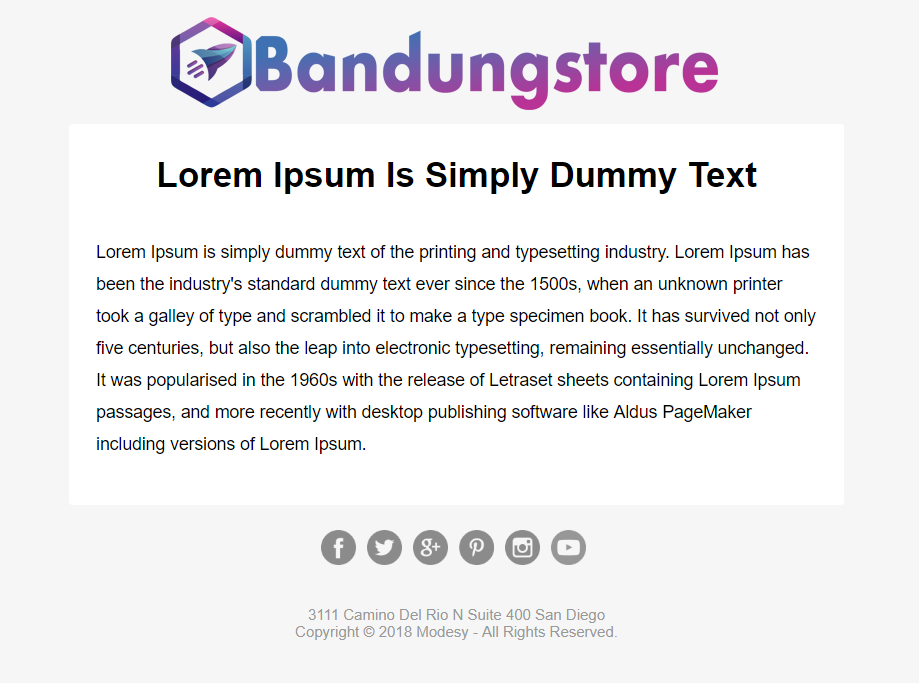 Bandungstore
Lorem Ipsum Is Simply Dummy Text
Lorem Ipsum is simply dummy text of the printing and typesetting industry. Lorem Ipsum has
been the industry's standard dummy text ever since the 1500s, when an unknown printer
took a galley of type and scrambled it to make a type specimen book. It has survived not only
five centuries, but also the leap into electronic typesetting, remaining essentially unchanged.
It was popularised in the 1960s with the release of Letraset sheets containing Lorem Ipsum
passages, and more recently with desktop publishing software like Aldus PageMaker
including versions of Lorem Ipsum.
3111 Camino Del Rio N Suite 400 San Diego
Copyright © 2018 Modesy - All Rights Reserved.